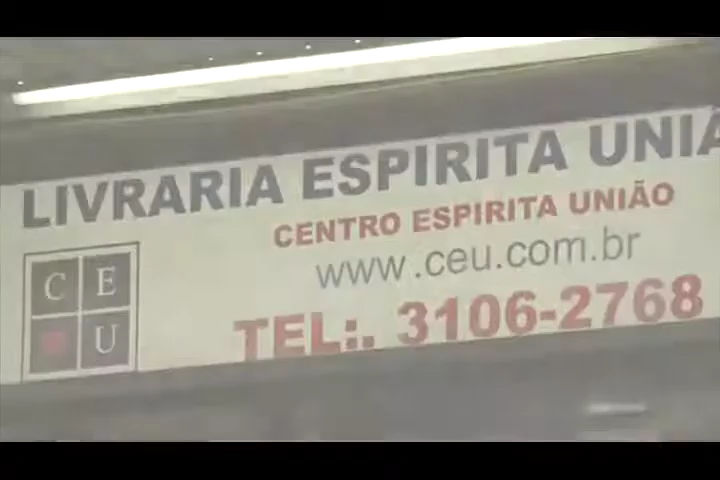 LIVRARIA ESPIRITA UNIÃ
CENTRO ESPIRITA UNIÃO
www.ceu.com.br
TEL:. 3106-2768
C E
U